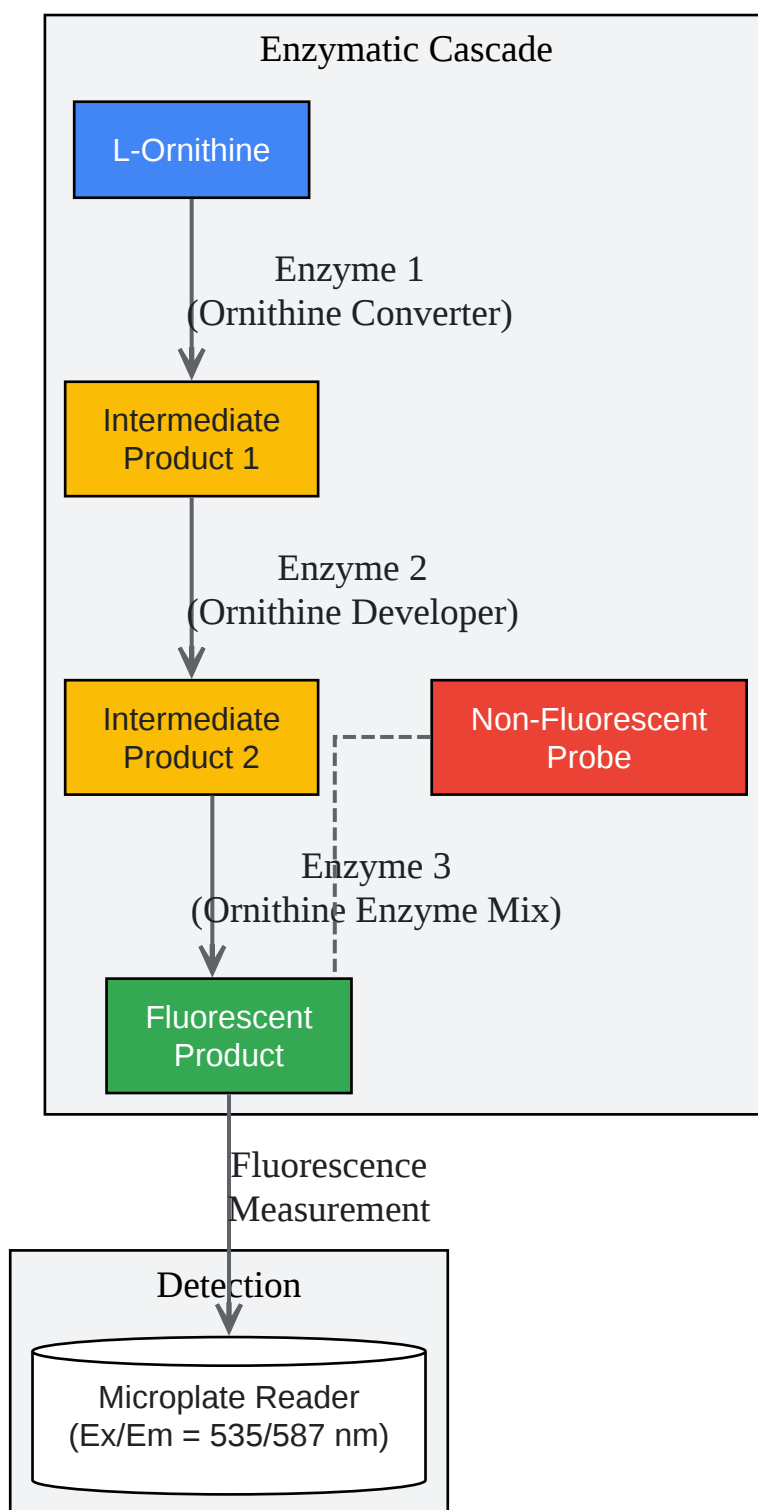 Enzymatic Cascade
L-Ornithine
Enzyme 1
(Ornithine Converter)
Intermediate
Product 1
Enzyme 2
(Ornithine Developer)
Intermediate
Product 2
Non-Fluorescent
Probe
Enzyme 3
(Ornithine Enzyme Mix)
Fluorescent
Product
Fluorescence
Measurement
Detection
Microplate Reader
(Ex/Em = 535/587 nm)